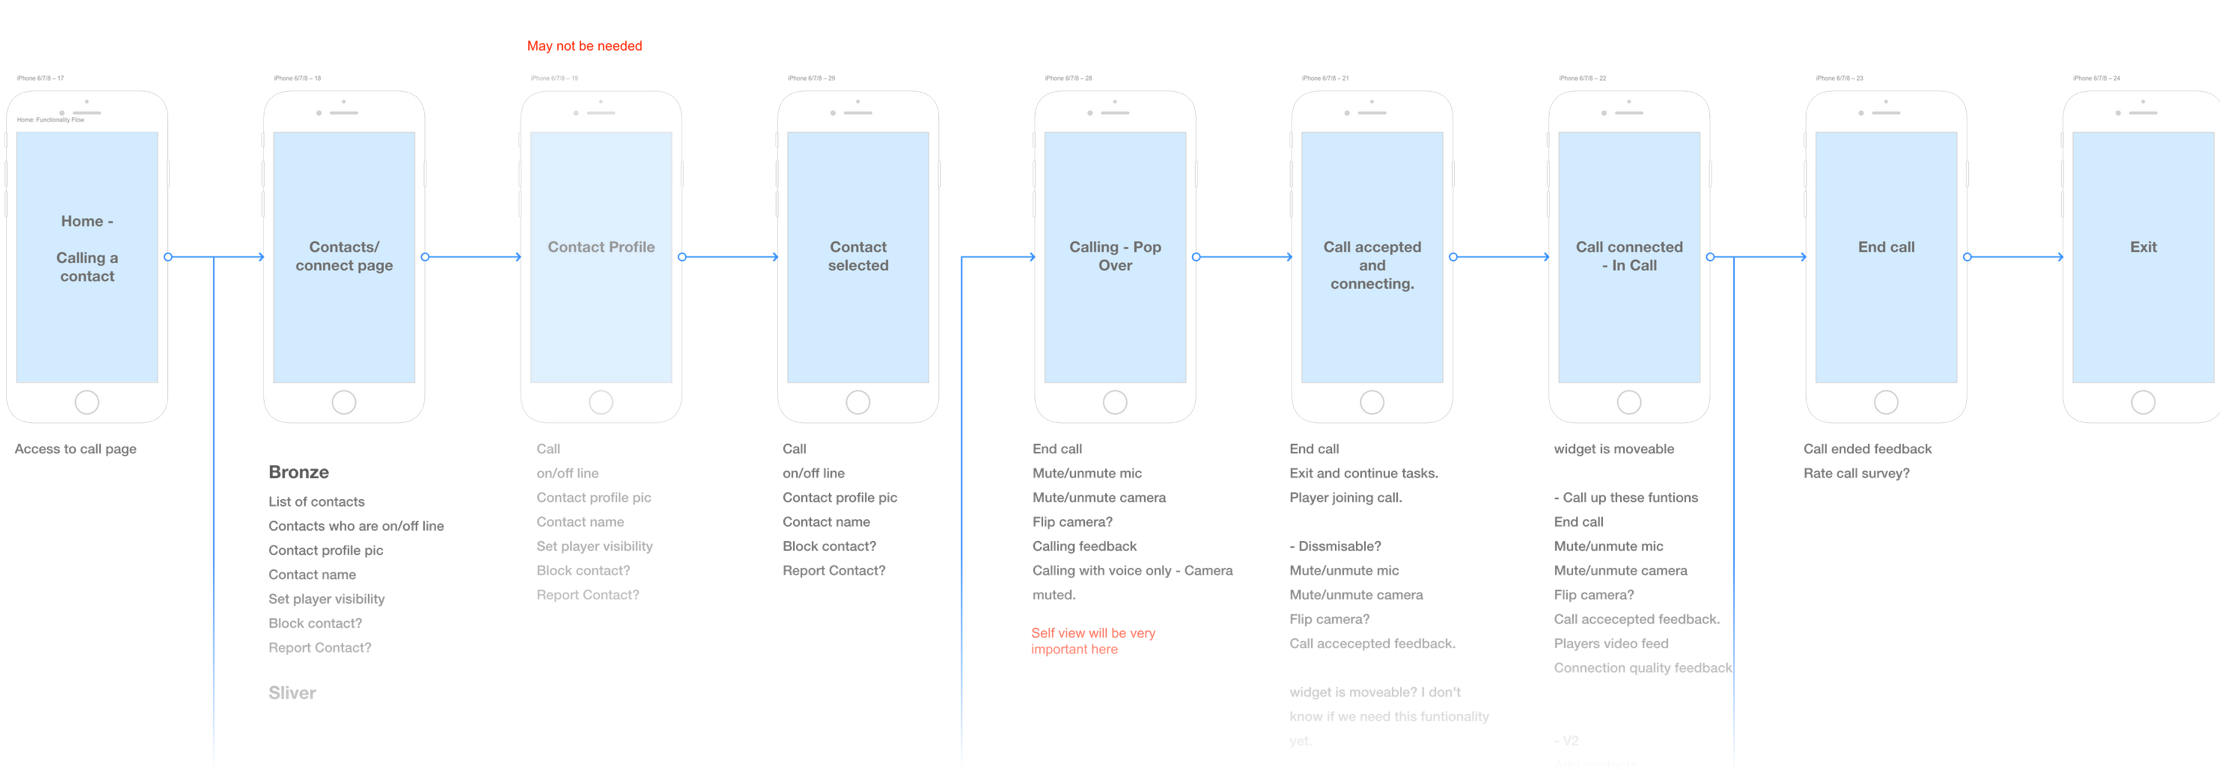 May not be needed
iPhone 6/7/8 – 17
iPhone 6/7/8 – 18
iPhone 6/7/8 – 19
iPhone 6/7/8 – 29
iPhone 6/7/8 – 28
iPhone 6/7/8 – 21
iPhone 6/7/8 – 22
iPhone 6/7/8 – 23
iPhone 6/7/8 – 24
Home: Functionality Flow
Home -
Calling a
contact
Contacts/
connect page
Contact Profile
Contact
selected
Calling - Pop
Over
Call accepted
and
connecting.
Call connected
- In Call
End call
Exit
Access to call page
Bronze
List of contacts
Contacts who are on/off line
Contact profile pic
Contact name
Set player visibility
Block contact?
Report Contact?
Sliver
Call
on/off line
Contact profile pic
Contact name
Set player visibility
Block contact?
Report Contact?
Call
on/off line
Contact profile pic
Contact name
Block contact?
Report Contact?
End call
Mute/unmute mic
Mute/unmute camera
Flip camera?
Calling feedback
Calling with voice only - Camera
muted.
Self view will be very
important here
End call
Exit and continue tasks.
Player joining call.
- Dissmisable?
Mute/unmute mic
Mute/unmute camera
Flip camera?
Call accecepted feedback.
widget is moveable? I don't
know if we need this funtionality
yet.
widget is moveable
- Call up these funtions
End call
Mute/unmute mic
Mute/unmute camera
Flip camera?
Call accecepted feedback.
Players video feed
Connection quality feedback
- V2
Call ended feedback
Rate call survey?